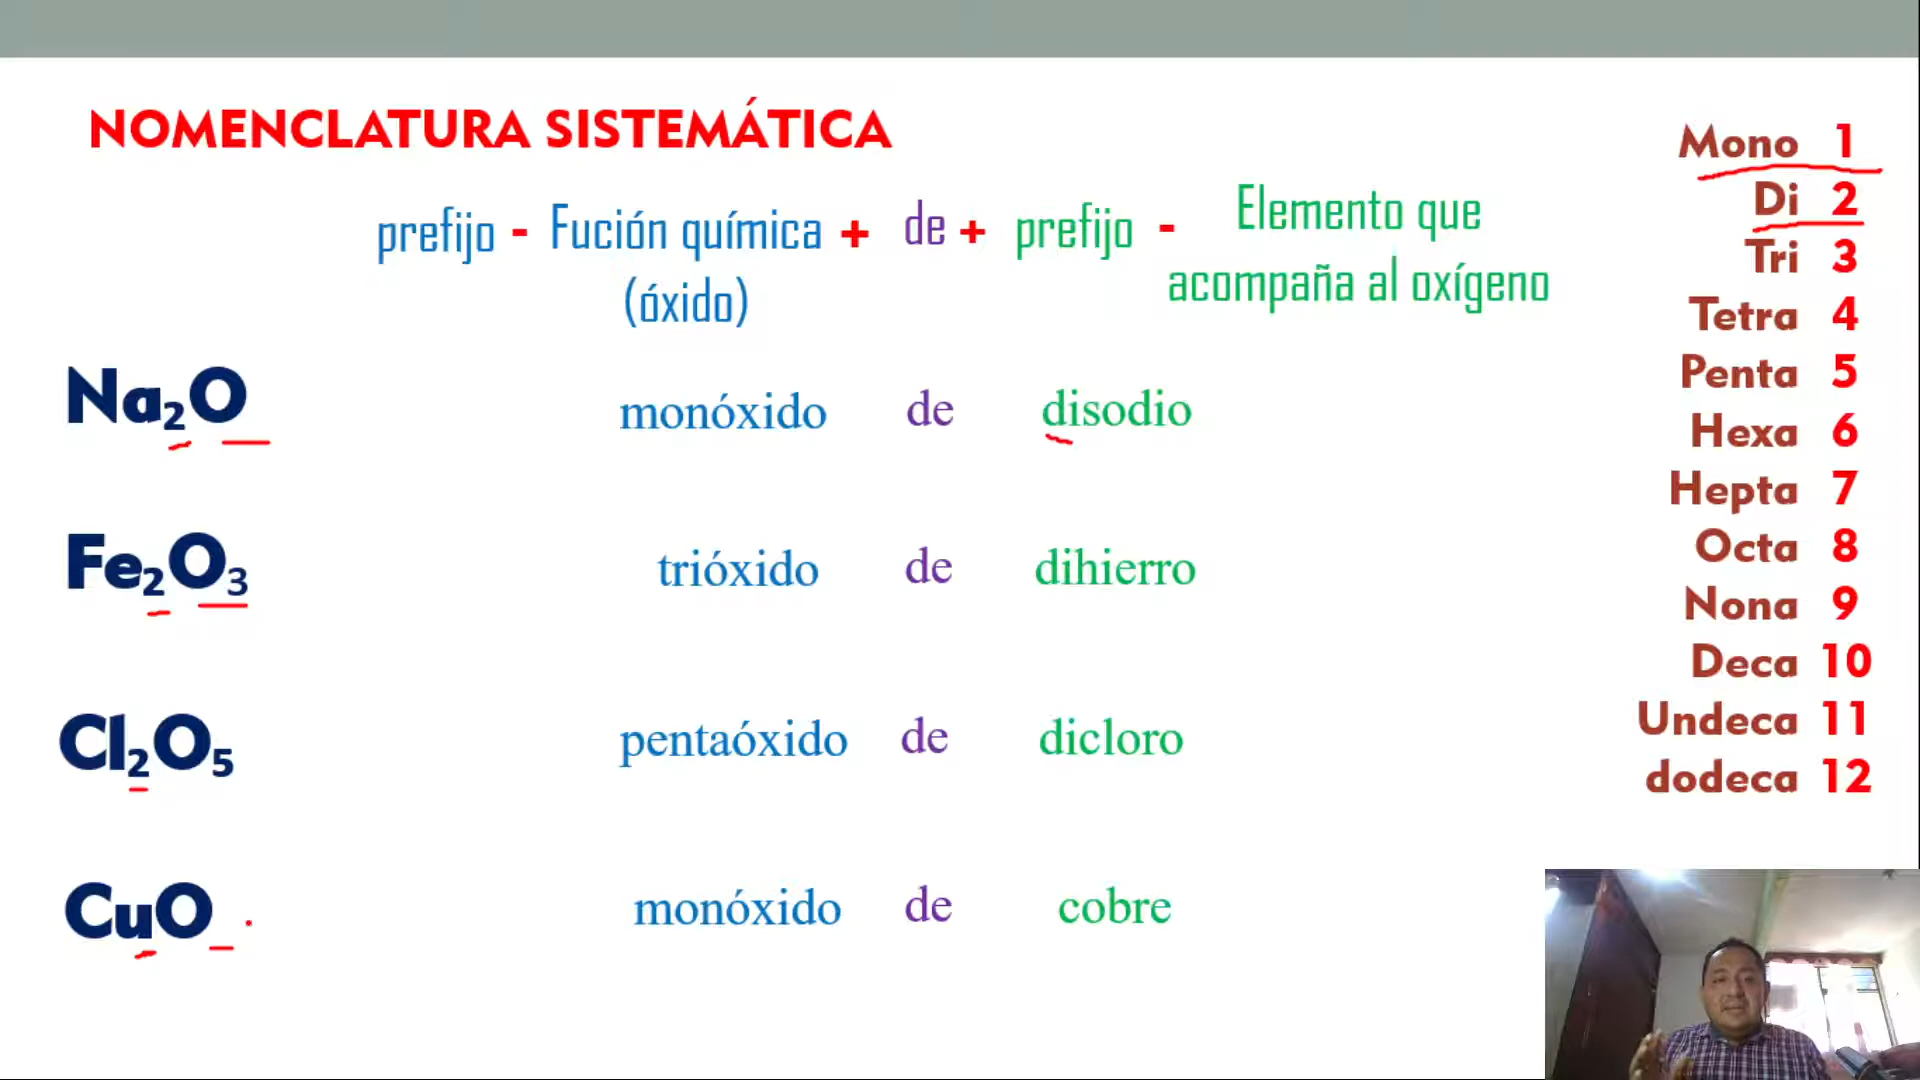 NOMENCLATURA SISTEMÁTICA
prefijo - Fución química + de + prefijo - Elemento que
(óxido) acompaña al oxígeno
Na₂O monóxido de disodio
Fe₂O₃ trióxido de dihierro
Cl₂O₅ pentaóxido de dicloro
CuO monóxido de cobre
Mono 1
Di 2
Tri 3
Tetra 4
Penta 5
Hexa 6
Hepta 7
Octa 8
Nona 9
Deca 10
Undeca 11
dodeca 12